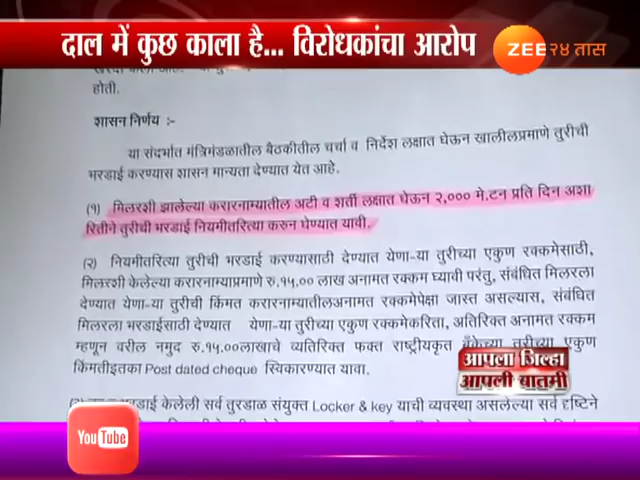 दाल में कुछ काला है... विरोधकांचा आरोप
ZEE २४ तास
होती.
शासन निर्णय :-
या संदर्भात मंत्रिमंडळातील बैठकीतील चर्चा व निर्देश लक्षात घेऊन खालीलप्रमाणे तुरीची
भरडाई करण्यास शासन मान्यता देण्यात येत आहे.
(१) मिलरशी झालेल्या करारनाम्यातील अटी व शर्ती लक्षात घेऊन २,००० मे.टन प्रति दिन अशा
रितीने तुरीची भरडाई नियमीतरित्या करुन घेण्यात यावी.
(२) नियमीतरित्या तुरीची भरडाई करण्यासाठी देण्यात येणा-या तुरीच्या एकुण रक्कमेसाठी,
मिलरशी केलेल्या करारनाम्याप्रमाणे रु.१५.०० लाख अनामत रक्कम घ्यावी परंतु, संबंधित मिलरला
देण्यात येणा-या तुरीची किंमत करारनाम्यातीलअनामत रक्कमेपेक्षा जास्त असल्यास, संबंधित
मिलरला भरडाईसाठी देण्यात येणा-या तुरीच्या एकुण रक्कमेकरिता, अतिरिक्त अनामत रक्कम
म्हणून वरील नमुद रु.१५.००लाखाचे व्यतिरिक्त फक्त राष्ट्रीयकृत बँकेच्या तुरीच्या एकुण
किंमतीइतका Post dated cheque स्विकारण्यात यावा.
भरडाई केलेली सर्व तुरडाळ संयुक्त Locker & key याची व्यवस्था असलेल्या सर्व दृष्टिने
आपला जिल्हा
आपली बातमी
YouTube